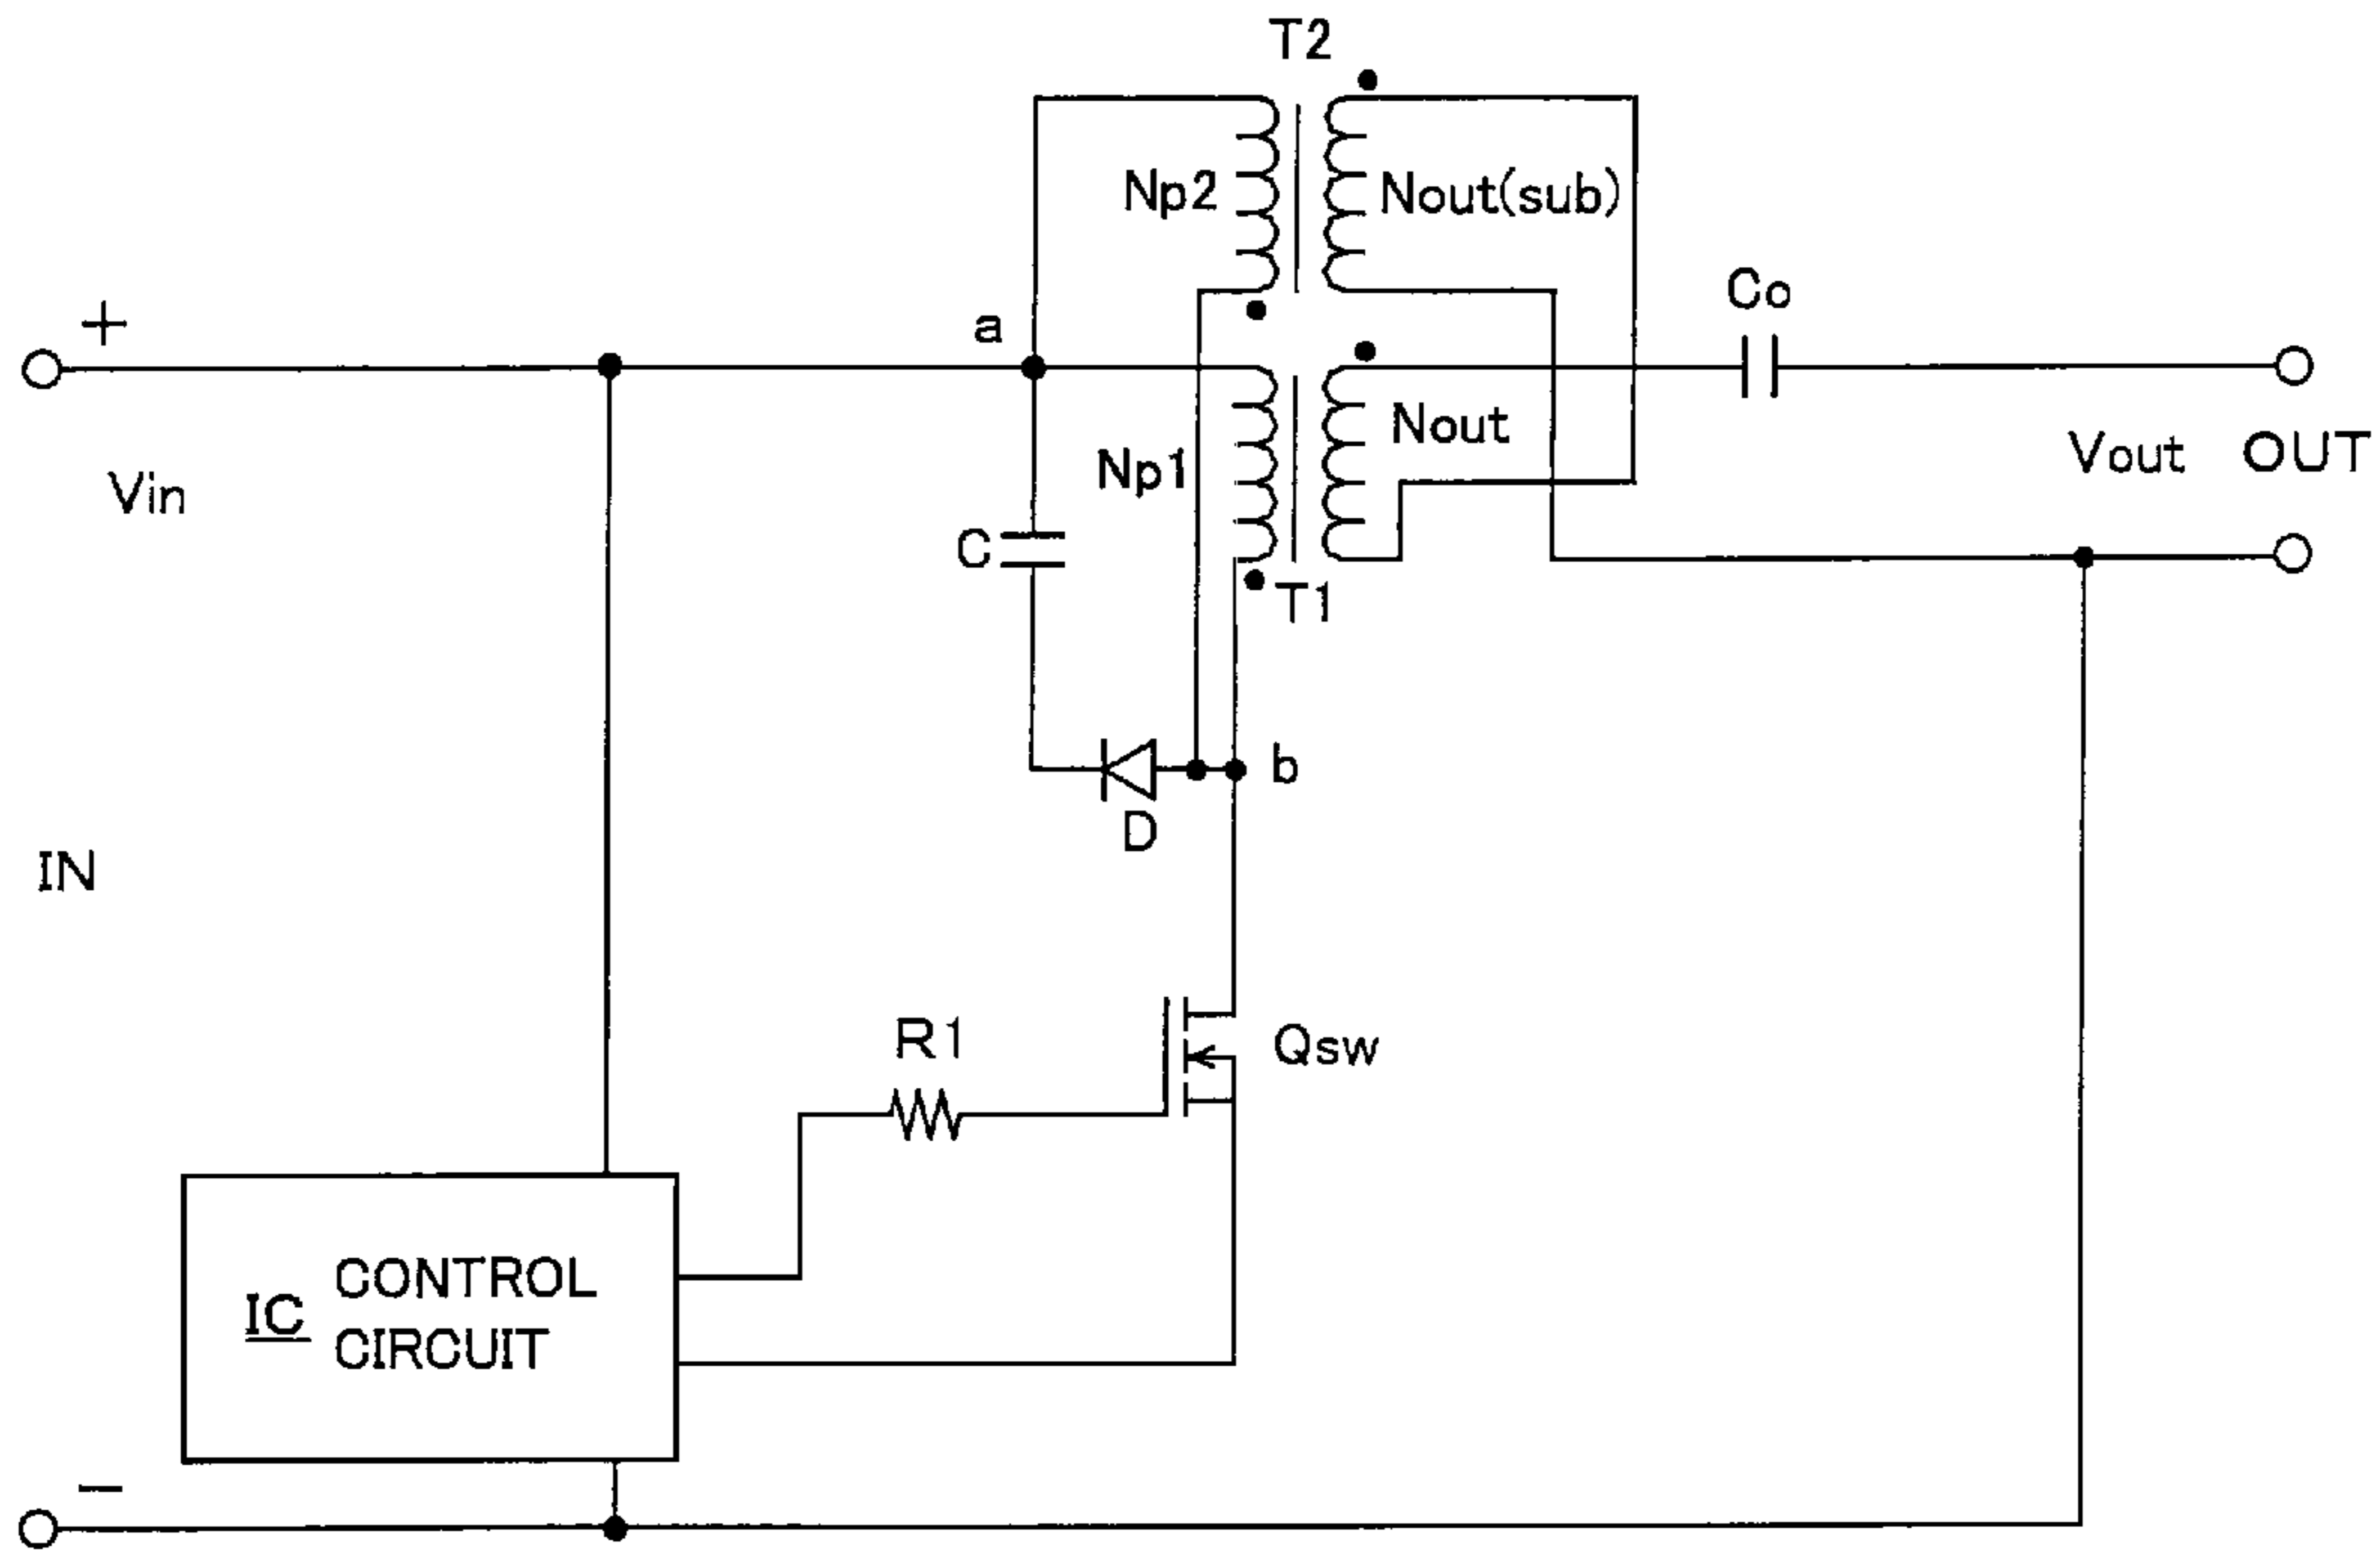 T2
Np2
Nout(sub)
Co
+
a
Np1
Nout
Vout
OUT
Vin
C
T1
b
D
IN
R1
Qsw
IC
CONTROL
CIRCUIT
−